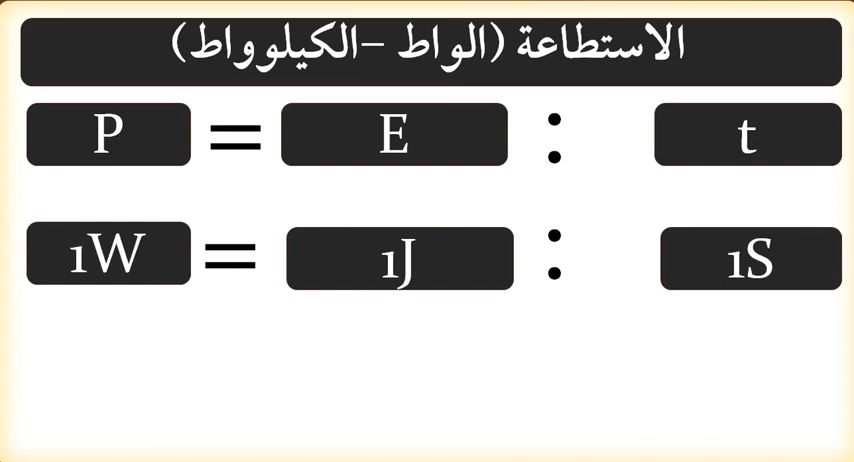 الاستطاعة (الواط –الكيلوواط)
P = E : t
1W = 1J : 1S